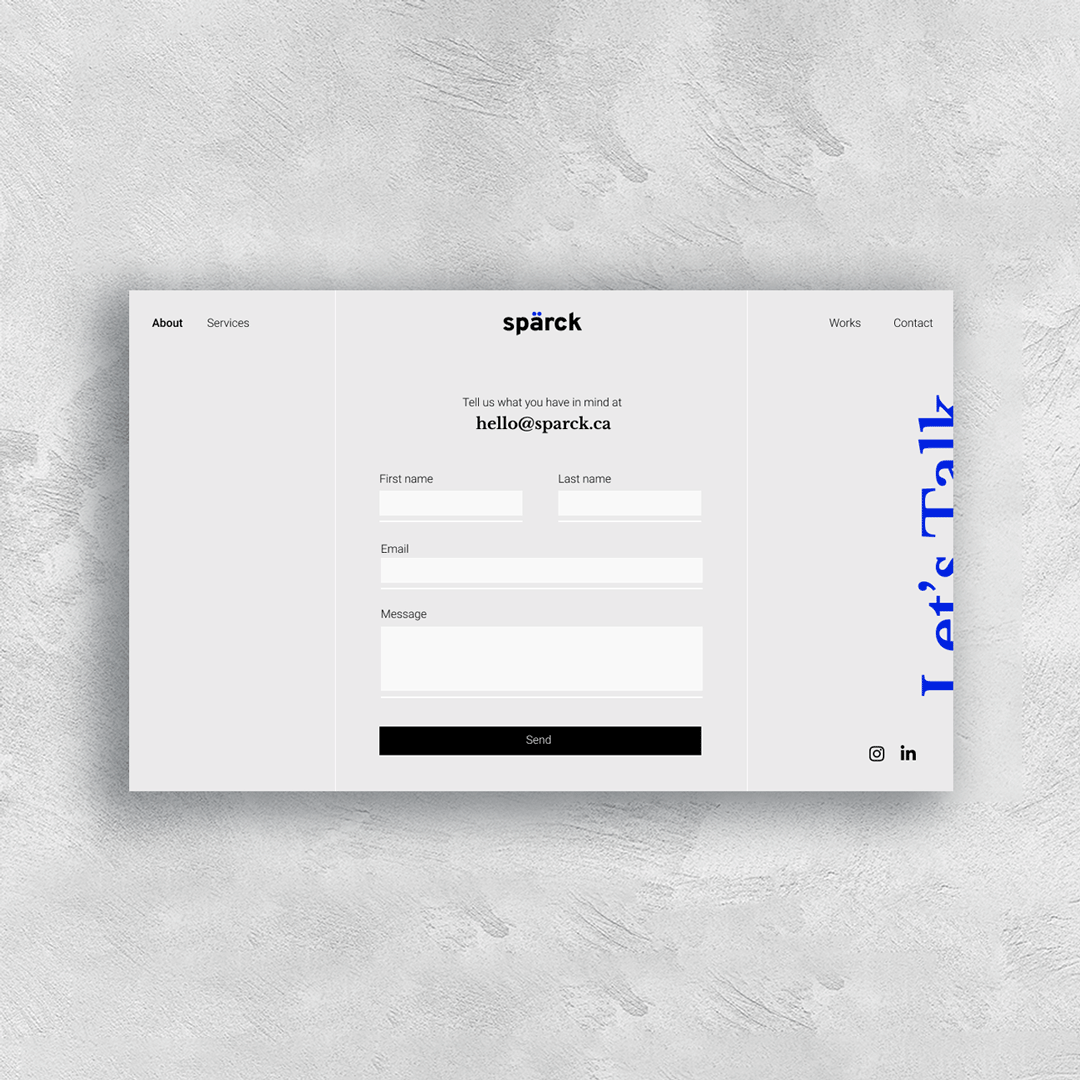 About Services spärck Works Contact
Tell us what you have in mind at
hello@sparck.ca
First name Last name
Email
Message
Send
Let's Talk
in